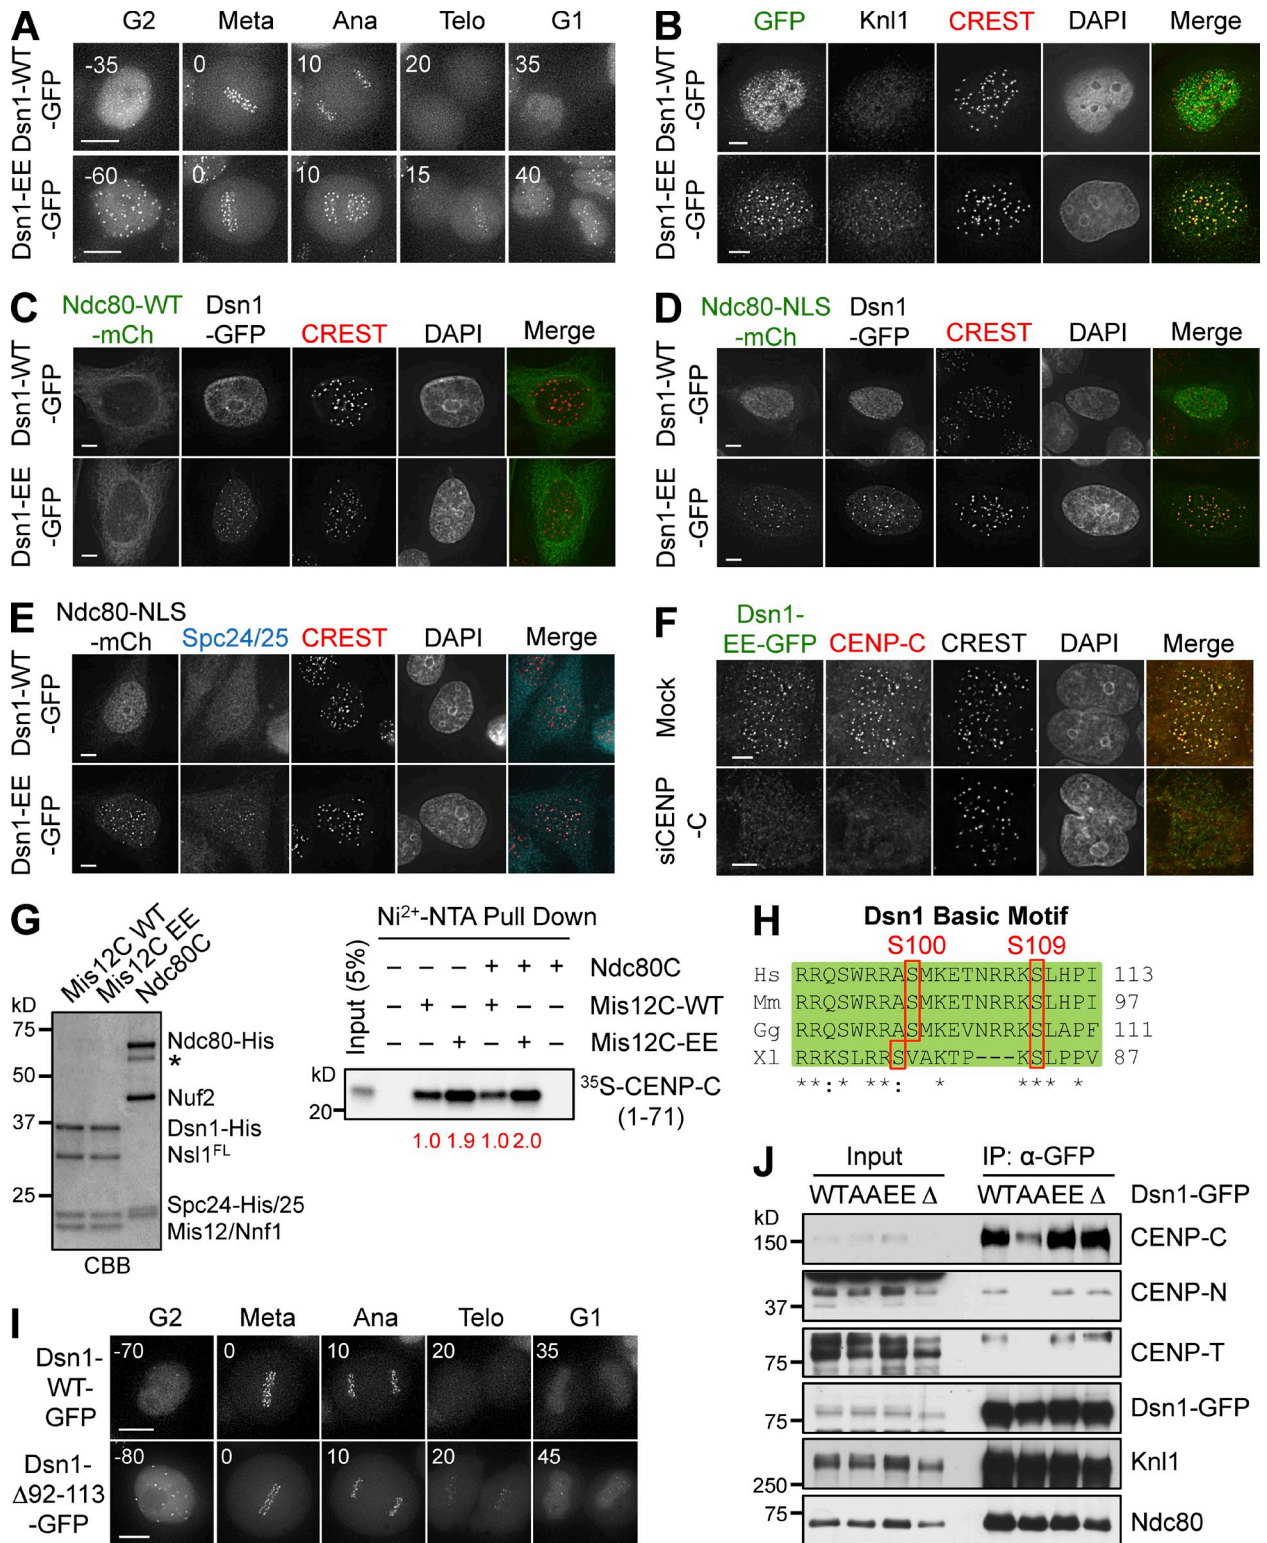 A
G2 Meta Ana Telo G1
Dsn1-WT
-GFP
-35 0 10 20 35
Dsn1-EE
-GFP
-60 0 10 15 40
B
GFP Knl1 CREST DAPI Merge
Dsn1-WT
-GFP
Dsn1-EE
-GFP
C
Ndc80-WT
-mCh
Dsn1
-GFP
CREST DAPI Merge
Dsn1-WT
-GFP
Dsn1-EE
-GFP
D
Ndc80-NLS
-mCh
Dsn1
-GFP
CREST DAPI Merge
Dsn1-WT
-GFP
Dsn1-EE
-GFP
E
Ndc80-NLS
-mCh
Spc24/25 CREST DAPI Merge
Dsn1-WT
-GFP
Dsn1-EE
-GFP
F
Dsn1-
EE-GFP
CENP-C CREST DAPI Merge
Mock
siCENP
-C
G
Mis12C WT
Mis12C EE
Ndc80C
kD
75
50
37
25
Ndc80-His
*
Nuf2
Dsn1-His
Nsl1FL
Spc24-His/25
Mis12/Nnf1
CBB
Ni2+-NTA Pull Down
Input (5%)
– – – + + + Ndc80C
– + – + – – Mis12C-WT
– – + – + – Mis12C-EE
kD
20
35S-CENP-C
(1-71)
1.0 1.9 1.0 2.0
H
Dsn1 Basic Motif
S100 S109
Hs RRQSWRRASMKETNRRKSLHPI 113
Mm RRQSWRRASMKETNRRKSLHPI 97
Gg RRQSWRRASMKEVNRRKSLAPF 111
Xl RRKSLRRSVAKTP---KSLPPV 87
**:* **: * *** *
I
G2 Meta Ana Telo G1
Dsn1-
WT-
GFP
-70 0 10 20 35
Dsn1-
Δ92-113
-GFP
-80 0 10 20 45
J
Input IP: α-GFP
WT AA EE Δ WT AA EE Δ Dsn1-GFP
kD
150 CENP-C
37 CENP-N
75 CENP-T
75 Dsn1-GFP
250 Knl1
75 Ndc80